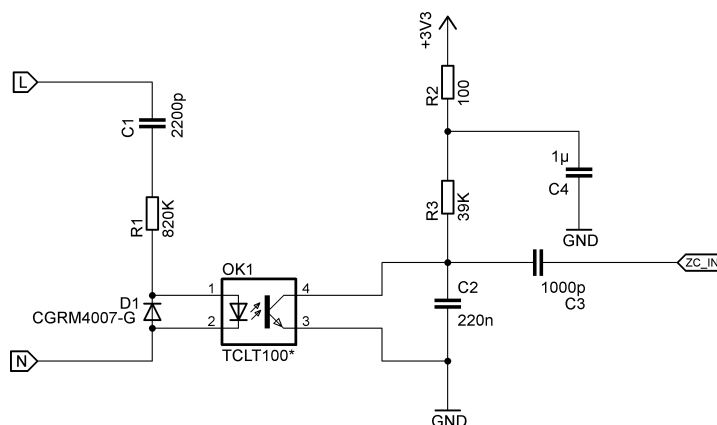 +3V3
L
R2
100
C1
2200p
1µ
C4
R3
39K
R1
820K
GND
OK1
ZC_IN
1000p
C3
1
4
D1
CGRM4007-G
C2
220n
2
3
N
TCLT100*
GND